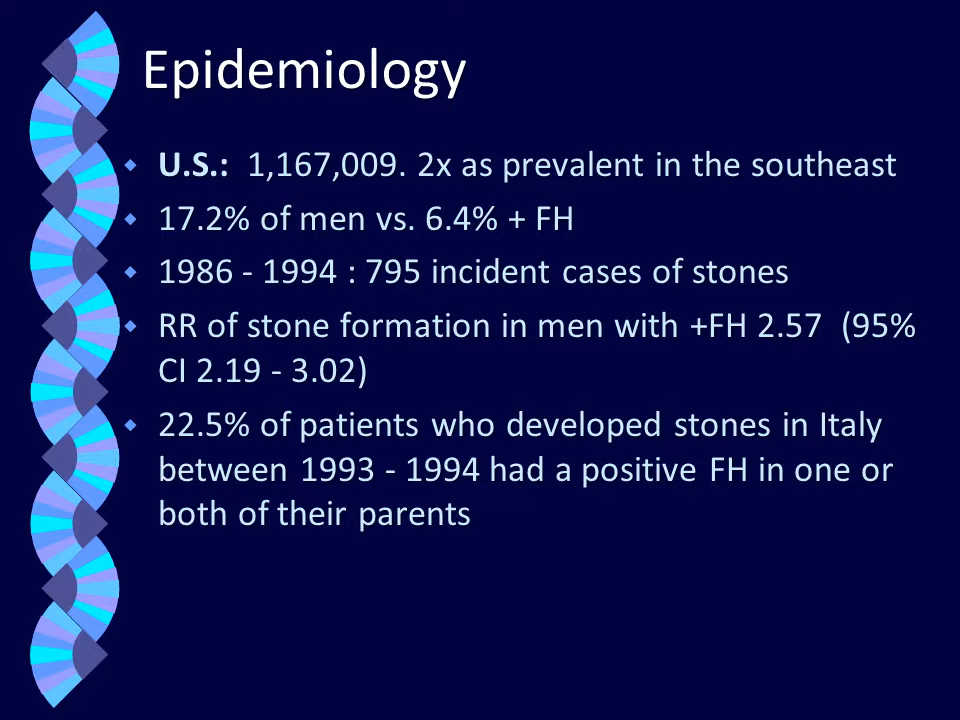 Epidemiology
U.S.: 1,167,009. 2x as prevalent in the southeast
17.2% of men vs. 6.4% + FH
1986 - 1994 : 795 incident cases of stones
RR of stone formation in men with +FH 2.57 (95%
CI 2.19 - 3.02)
22.5% of patients who developed stones in Italy
between 1993 - 1994 had a positive FH in one or
both of their parents